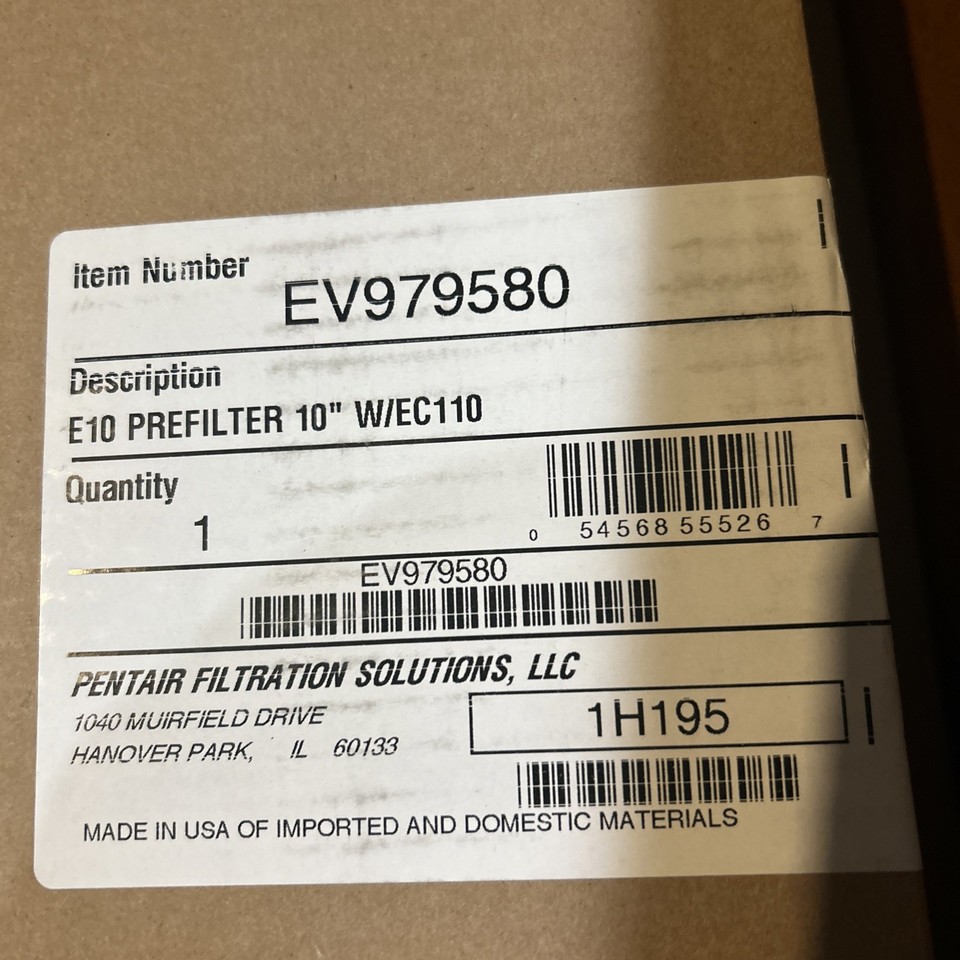 Item Number
EV979580
Description
E10 PREFILTER 10" W/EC110
Quantity
1
0 54568 55526 7
EV979580
PENTAIR FILTRATION SOLUTIONS, LLC
1040 MUIRFIELD DRIVE
HANOVER PARK, IL 60133
1H195
MADE IN USA OF IMPORTED AND DOMESTIC MATERIALS